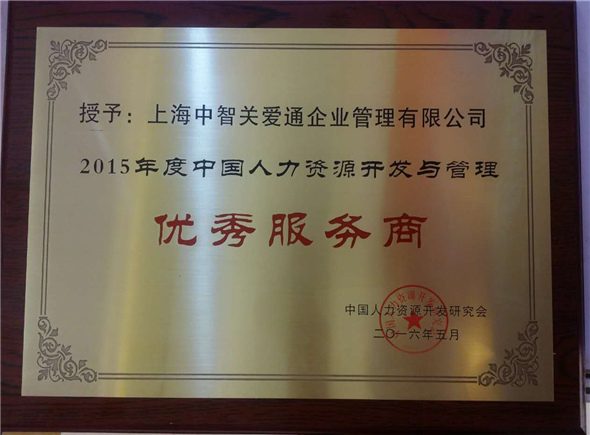 授予：上海中智关爱通企业管理有限公司
2015年度中国人力资源开发与管理
优秀服务商
中国人力资源开发研究会
二〇一六年五月